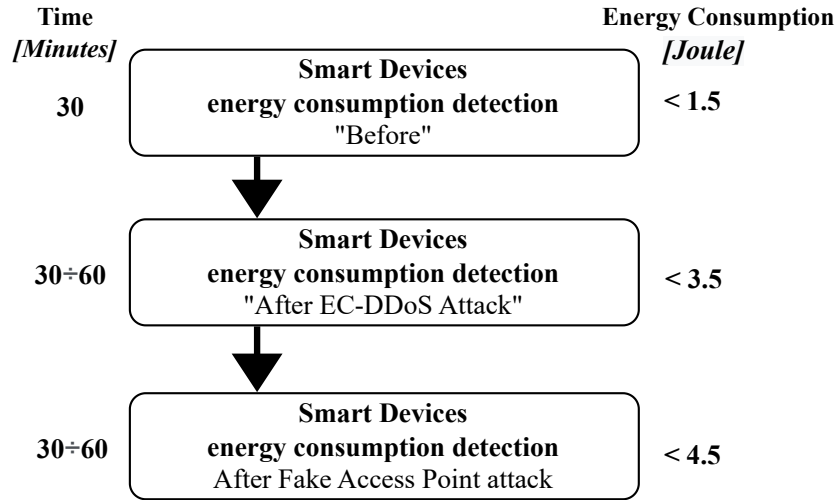 Time
[Minutes]
Energy Consumption
[Joule]
30
Smart Devices
energy consumption detection
"Before"
< 1.5
30÷60
Smart Devices
energy consumption detection
"After EC-DDoS Attack"
< 3.5
30÷60
Smart Devices
energy consumption detection
After Fake Access Point attack
< 4.5